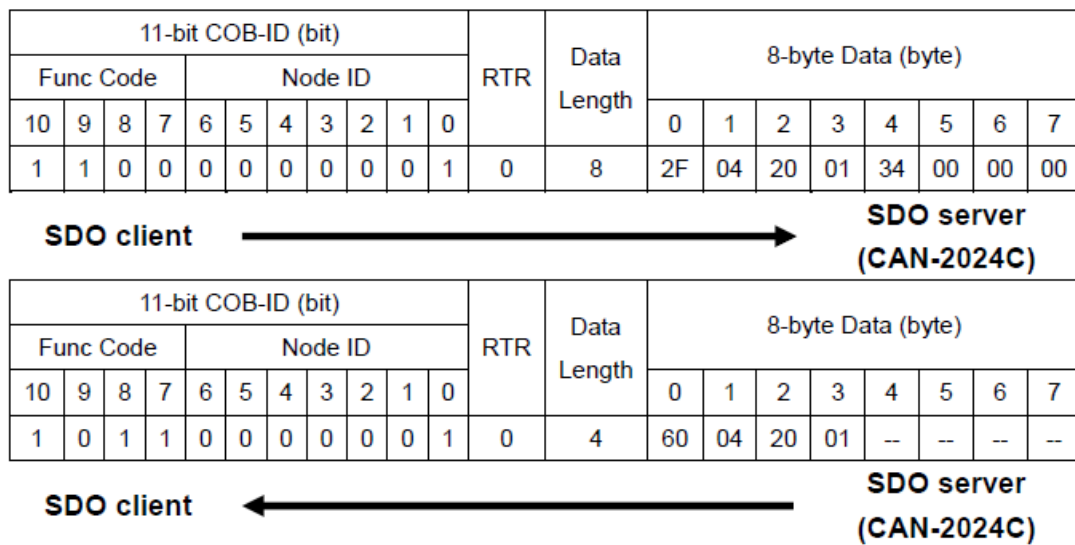 11-bit COB-ID (bit) RTR Data Length 8-byte Data (byte)
Func Code Node ID
10 9 8 7 6 5 4 3 2 1 0 0 1 2 3 4 5 6 7
1 1 0 0 0 0 0 0 0 0 1 0 8 2F 04 20 01 34 00 00 00
SDO client SDO server
(CAN-2024C)
11-bit COB-ID (bit) RTR Data Length 8-byte Data (byte)
Func Code Node ID
10 9 8 7 6 5 4 3 2 1 0 0 1 2 3 4 5 6 7
1 0 1 1 0 0 0 0 0 0 1 0 4 60 04 20 01 -- -- -- --
SDO client SDO server
(CAN-2024C)